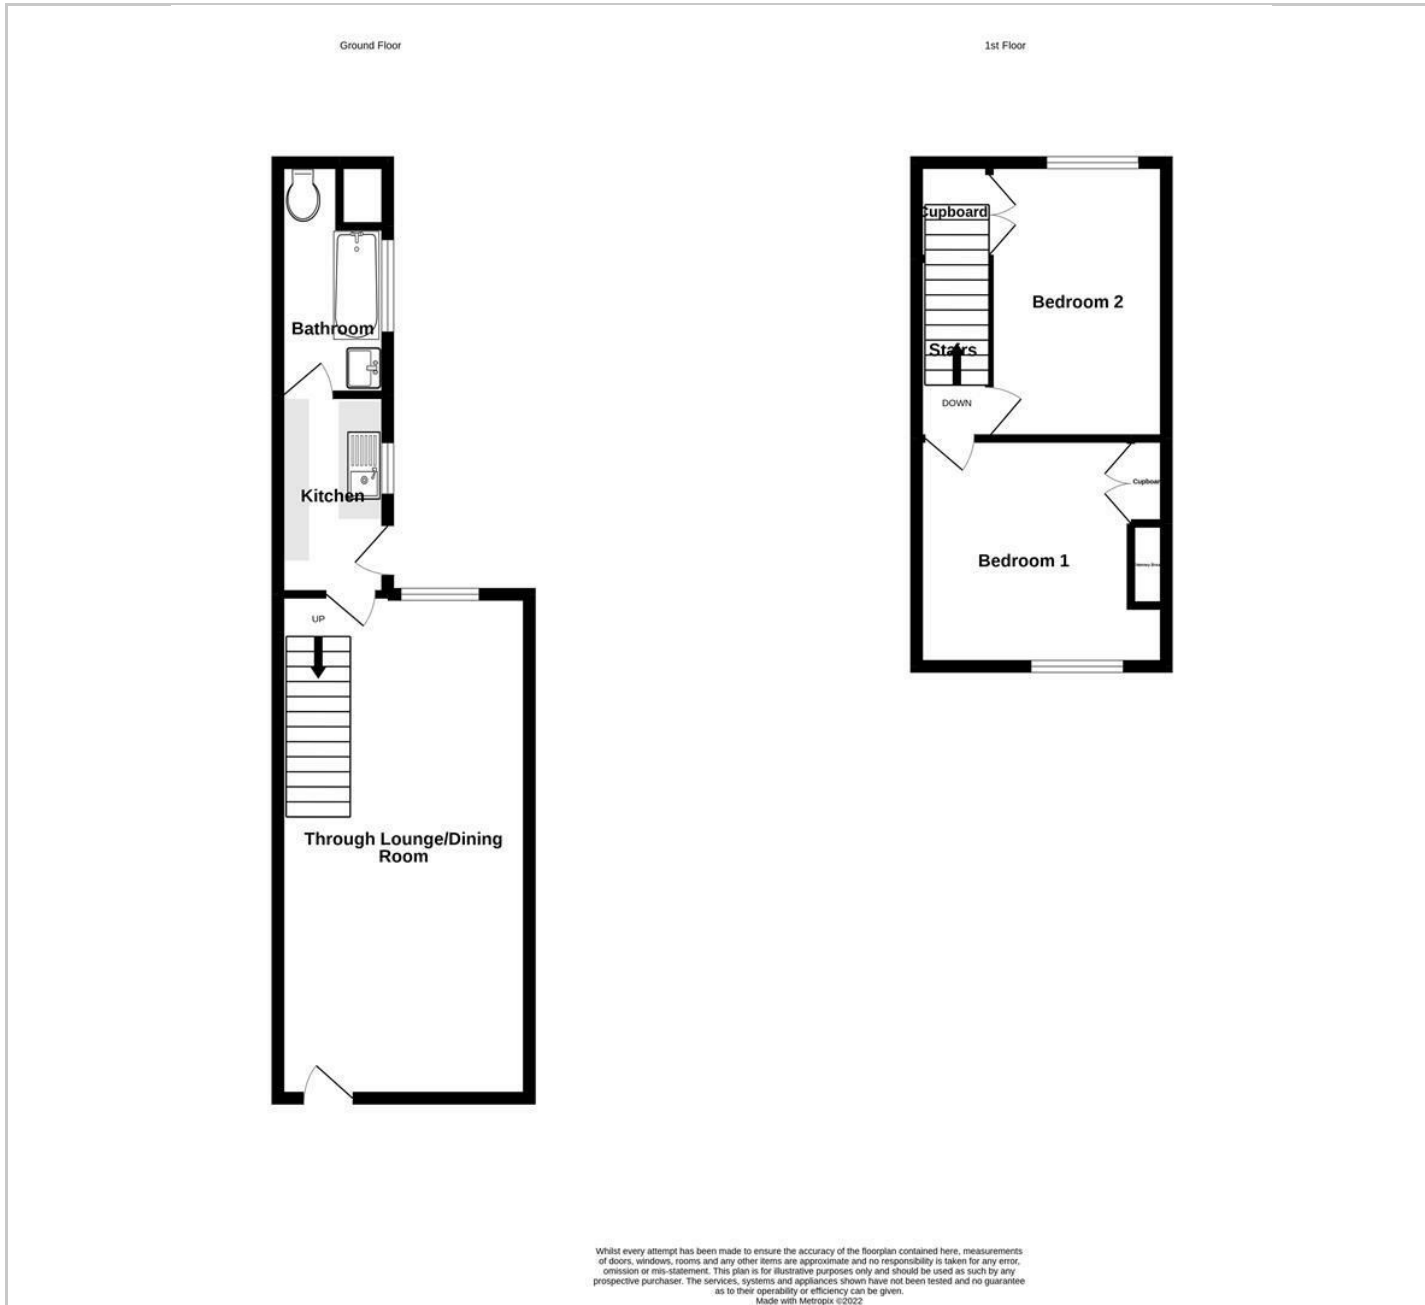 Ground Floor
1st Floor
Cupboard
Bedroom 2
Bathroom
Stairs
DOWN
Cupboard
Kitchen
Bedroom 1
UP
Through Lounge/Dining
Room
Whilst every attempt has been made to ensure the accuracy of the floorplan contained here, measurements
of doors, windows, rooms and any other items are approximate and no responsibility is taken for any error,
omission or mis-statement. This plan is for illustrative purposes only and should be used as such by any
prospective purchaser. The services, systems and appliances shown have not been tested and no guarantee
as to their operability or efficiency can be given.
Made with Metropix ©2022